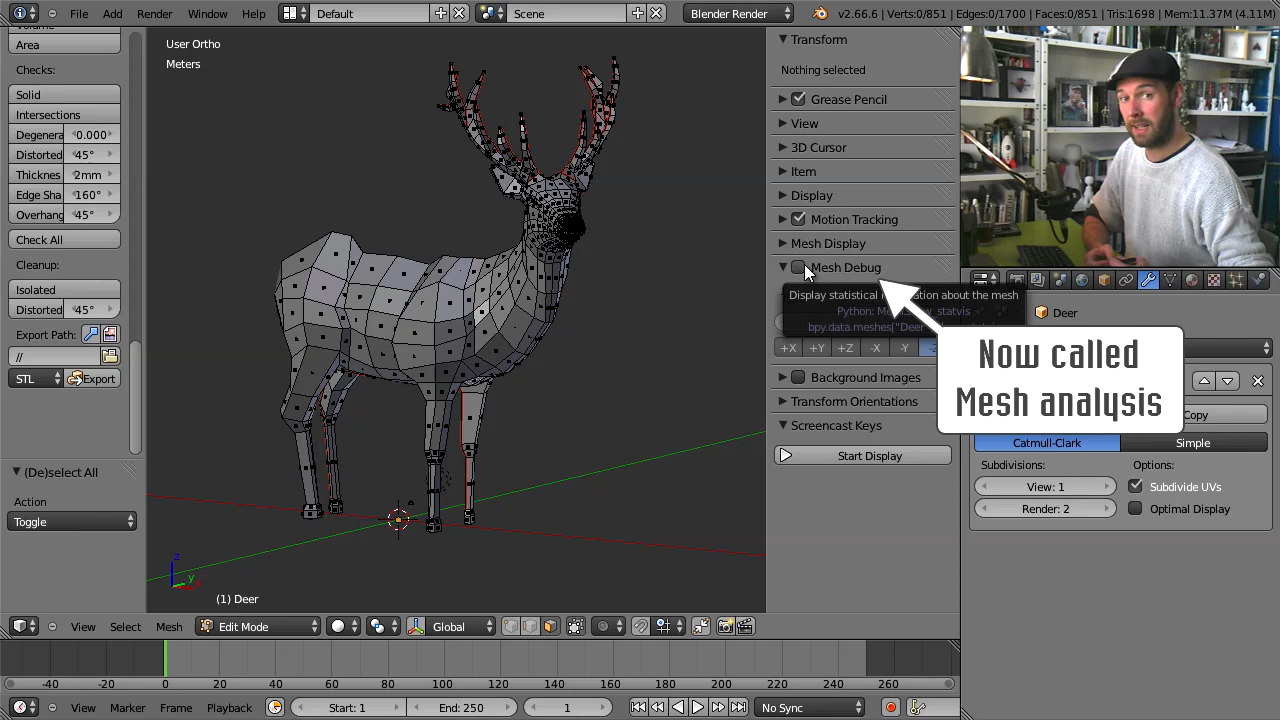 File Add Render Window Help Default Scene Blender Render v2.66.6 | Verts:0/851 | Edges:0/1700 | Faces:0/851 | Tris:1698 | Mem:11.37M (4.11M)
Area
Checks:
Solid
Intersections
Degenera 0.000
Distorted 45°
Thicknes 2mm
Edge Sha 160°
Overhang 45°
Check All
Cleanup:
Isolated
Distorted 45°
Export Path:
//
STL Export
(De)select All
Action
Toggle
User Ortho
Meters
z
y
x
(1) Deer
View Select Mesh Edit Mode Global
Transform
Nothing selected
Grease Pencil
View
3D Cursor
Item
Display
Motion Tracking
Mesh Display
Mesh Debug
Display statistical ation about the mesh
Python: statvis
bpy.data.meshes["Deer
+X +Y +Z -X -Y
Background Images
Transform Orientations
Screencast Keys
Start Display
Now called
Mesh analysis
Deer
Copy
Catmull-Clark Simple
Subdivisions: Options:
View: 1 Subdivide UVs
Render: 2 Optimal Display
-40 -20 0 20 40 60 80 100 120 140 160 180 200 220 240 260
View Marker Frame Playback Start: 1 End: 250 1 No Sync